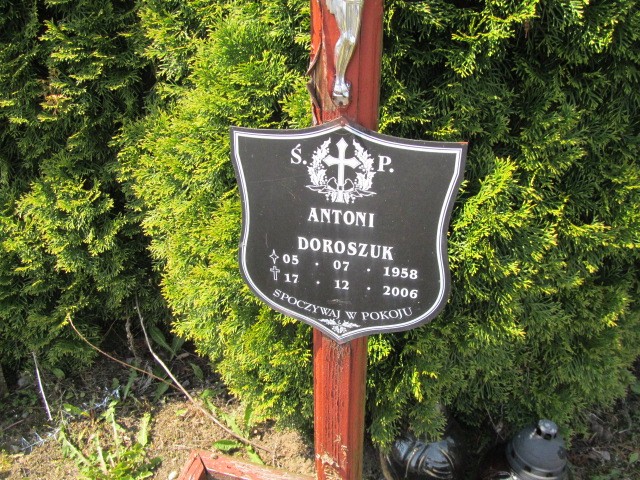 Ś. P.
ANTONI
DOROSZUK
05 · 07 · 1958
17 · 12 · 2006
SPOCZYWAJ W POKOJU